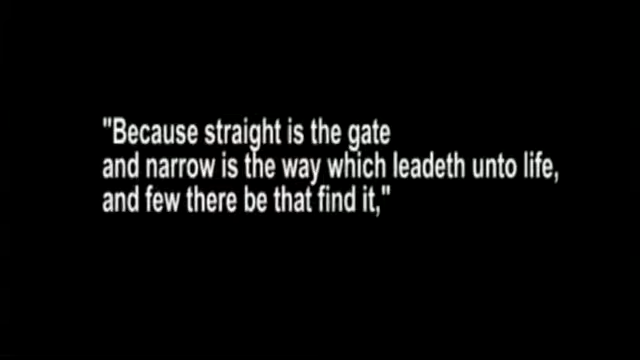 "Because straight is the gate
and narrow is the way which leadeth unto life,
and few there be that find it,"